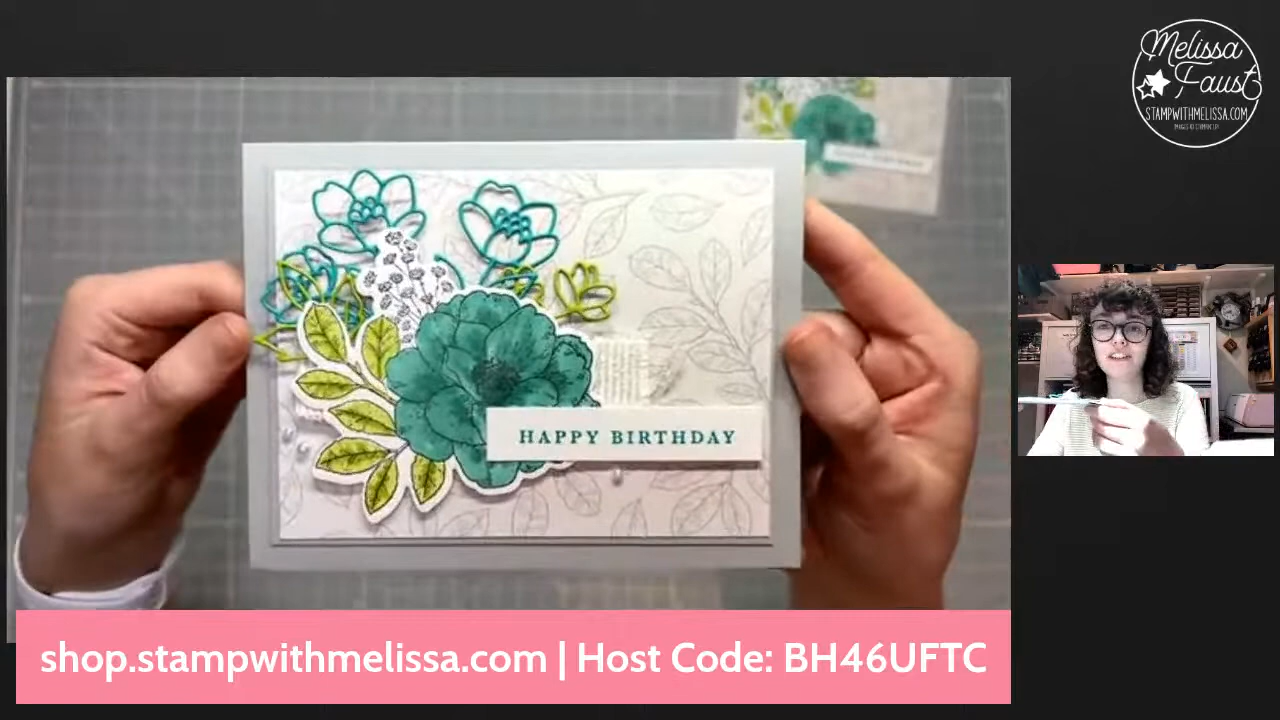 Melissa
Faust
STAMPWITHMELISSA.COM
HAPPY BIRTHDAY
shop.stampwithmelissa.com | Host Code: BH46UFTC